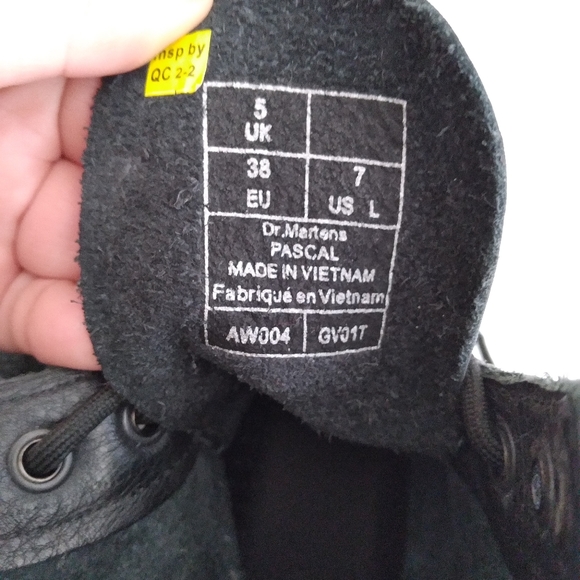 insp by
QC 2-2
5
UK
38
EU
7
US L
Dr.Martens
PASCAL
MADE IN VIETNAM
Fabriqué en Vietnam
AW004
GV01T